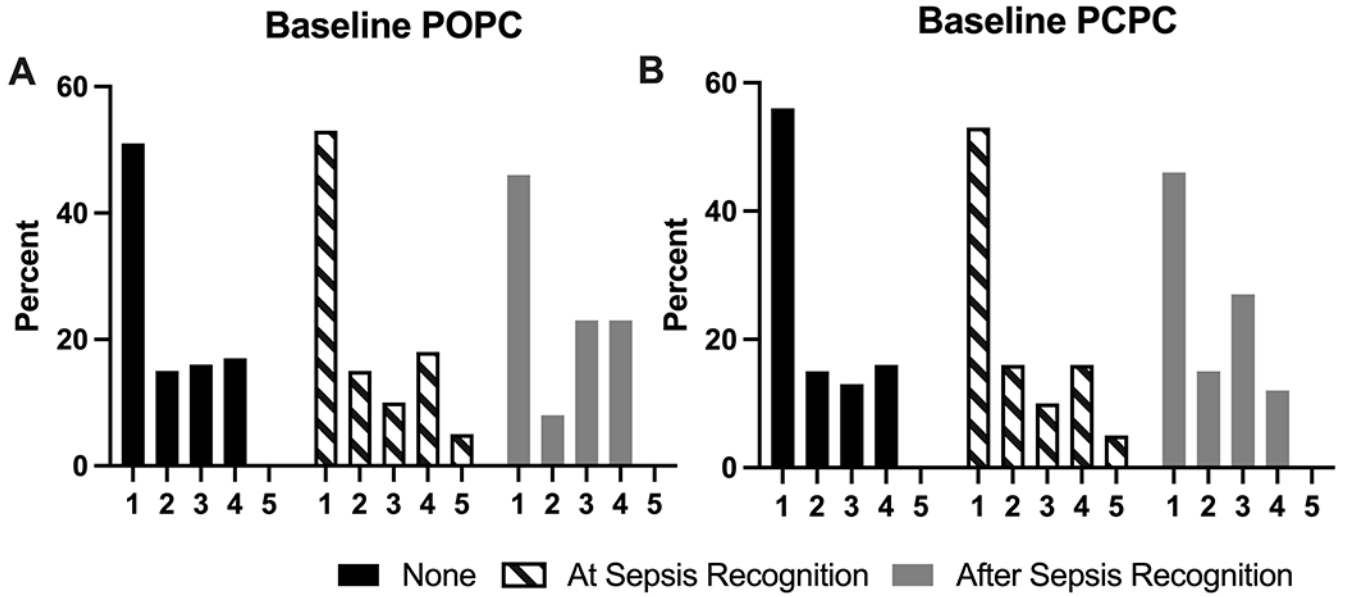 Baseline POPC
Baseline PCPC
A
B
Percent
60
40
20
0
1 2 3 4 5 1 2 3 4 5 1 2 3 4 5
Percent
60
40
20
0
1 2 3 4 5 1 2 3 4 5 1 2 3 4 5
None At Sepsis Recognition After Sepsis Recognition